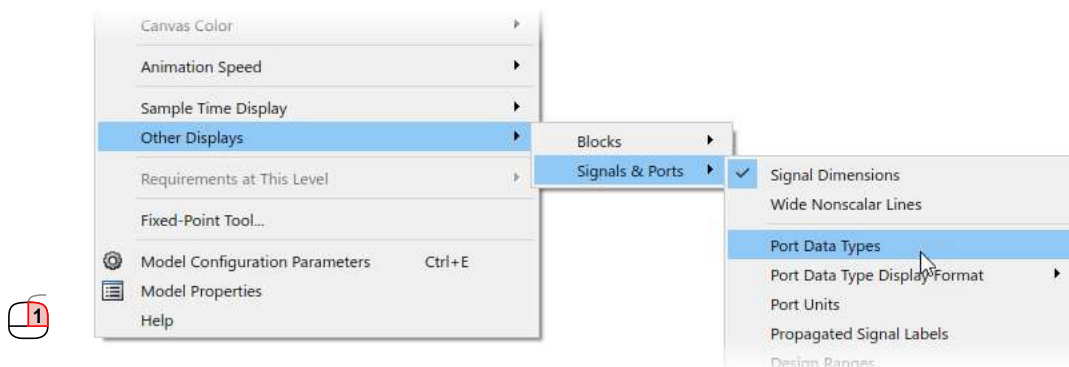 Canvas Color
Animation Speed
Sample Time Display
Other Displays
Requirements at This Level
Fixed-Point Tool...
Model Configuration Parameters Ctrl+E
Model Properties
Help
1
Blocks
Signals & Ports
Signal Dimensions
Wide Nonscalar Lines
Port Data Types
Port Data Type Display Format
Port Units
Propagated Signal Labels
Design Ranges